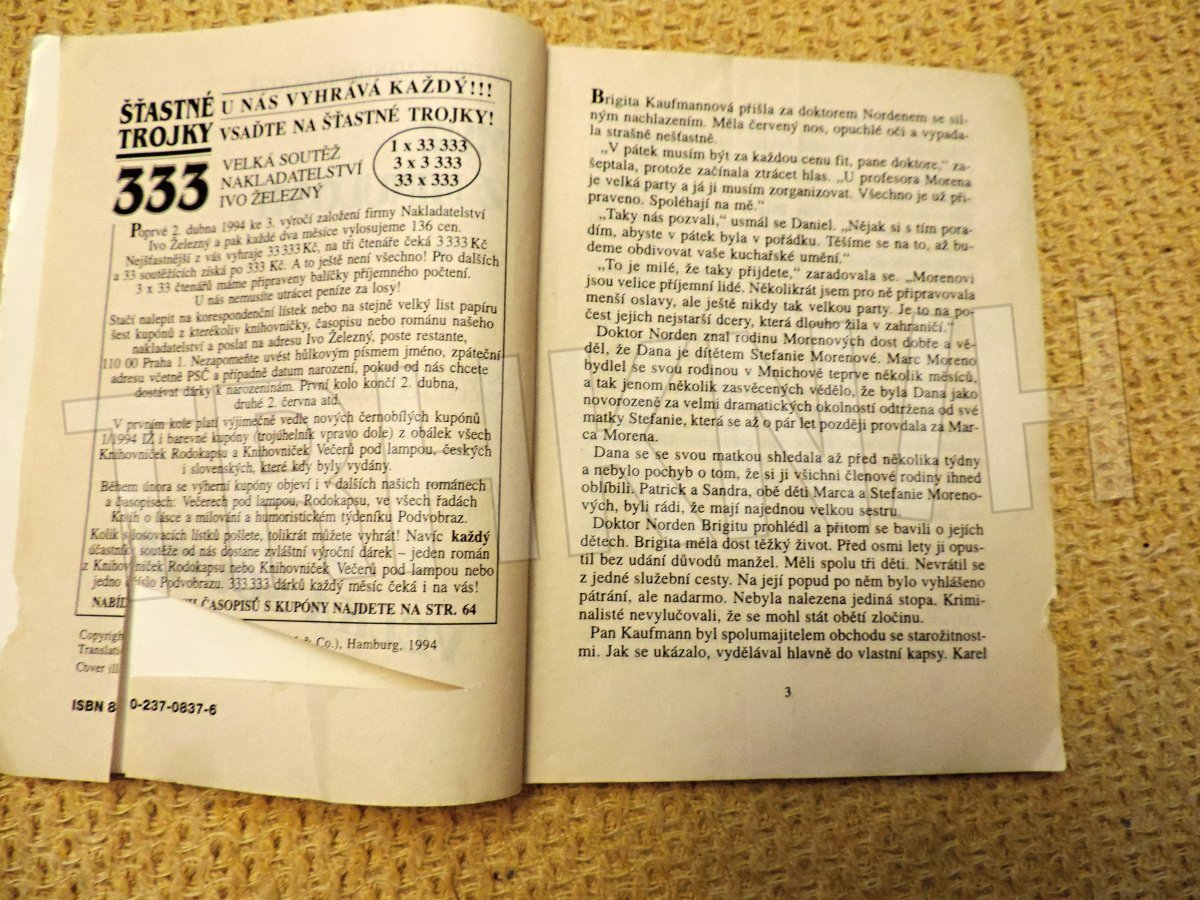 ŠŤASTNÉ
TROJKY
333
U NÁS VYHRÁVÁ KAŽDÝ!!!
VSAĎTE NA ŠŤASTNÉ TROJKY!
VELKÁ SOUTĚŽ
NAKLADATELSTVÍ
IVO ŽELEZNÝ
1 x 33 333
3 x 3 333
33 x 333
Poprvé 2. dubna 1994 ke 3. výročí založení firmy Nakladatelství
Ivo Železný a pak každé dva měsíce vylosujeme 136 cen.
Nejšťastnější z vás vyhraje 33 333 Kč, na tři čtenáře čeká 3 333 Kč
a 33 soutěžících získá po 333 Kč. A to ještě není všechno! Pro dalších
3 x 33 čtenářů máme připraveny balíčky příjemného počtení.
U nás nemusíte utrácet peníze za losy!
Stačí nalepit na korespondenční lístek nebo na stejně velký list papíru
šest kupónů z kterékoliv knihovničky, časopisu nebo románu našeho
nakladatelství a poslat na adresu Ivo Železný, poste restante,
110 00 Praha 1. Nezapomeňte uvést hůlkovým písmem jméno, zpáteční
adresu včetně PSČ a případně datum narození, pokud od nás chcete
dostávat dárky k narozeninám. První kolo končí 2. dubna,
druhé 2. června atd.
V prvním kole platí výjimečně vedle nových černobílých kupónů
1/1994 IŽ i barevné kupóny (trojúhelník vpravo dole) z obálek všech
Knihovniček Rodokapsu a Knihovniček Večerů pod lampou, českých
i slovenských, které kdy byly vydány.
Během února se výherní kupóny objeví i v dalších našich románech
a časopisech: Večerech pod lampou, Rodokapsu, ve všech řadách
Knih o lásce a milování a humoristickém týdeníku Podvobraz.
Kolik slosovacích lístků pošlete, tolikrát můžete vyhrát! Navíc každý
účastník soutěže od nás dostane zvláštní výroční dárek – jeden román
z Knihovniček Rodokapsu nebo Knihovniček Večerů pod lampou nebo
jedno číslo Podvobrazu. 333 333 dárků každý měsíc čeká i na vás!
ČASOPISŮ S KUPÓNY NAJDETE NA STR. 64
Copyrig
& Co.), Hamburg, 1994
Translati
Cover ill
ISBN 8 0-237-0837-6
Brigita Kaufmannová přišla za doktorem Nordenem se sil-
ným nachlazením. Měla červený nos, opuchlé oči a vypada-
la strašně nešťastně.
„V pátek musím být za každou cenu fit, pane doktore,“ za-
šeptala, protože začínala ztrácet hlas. „U profesora Morena
je velká party a já ji musím zorganizovat. Všechno je už při-
praveno. Spoléhají na mě.“
„Taky nás pozvali,“ usmál se Daniel. „Nějak si s tím pora-
dím, abyste v pátek byla v pořádku. Těšíme se na to, až bu-
deme obdivovat vaše kuchařské umění.“
„To je milé, že taky přijdete,“ zaradovala se. „Morenovi
jsou velice příjemní lidé. Několikrát jsem pro ně připravovala
menší oslavy, ale ještě nikdy tak velkou party. Je to na po-
čest jejich nejstarší dcery, která dlouho žila v zahraničí.“
Doktor Norden znal rodinu Morenových dost dobře a vě-
děl, že Dana je dítětem Stefanie Morenové. Marc Moreno
bydlel se svou rodinou v Mnichově teprve několik měsíců,
a tak jenom několik zasvěcených vědělo, že byla Dana jako
novorozeně za velmi dramatických okolností odtržena od své
matky Stefanie, která se až o pár let později provdala za Mar-
ca Morena.
Dana se se svou matkou shledala až před několika týdny
a nebylo pochyb o tom, že si ji všichni členové rodiny ihned
oblíbili. Patrick a Sandra, obě děti Marca a Stefanie Moreno-
vých, byli rádi, že mají najednou velkou sestru.
Doktor Norden Brigitu prohlédl a přitom se bavili o jejích
dětech. Brigita měla dost těžký život. Před osmi lety ji opus-
til bez udání důvodů manžel. Měli spolu tři děti. Nevrátil se
z jedné služební cesty. Na její popud po něm bylo vyhlášeno
pátrání, ale nadarmo. Nebyla nalezena jediná stopa. Krimi-
nalisté nevylučovali, že se mohl stát obětí zločinu.
Pan Kaufmann byl spolumajitelem obchodu se starožitnost-
mi. Jak se ukázalo, vydělával hlavně do vlastní kapsy. Karel
3